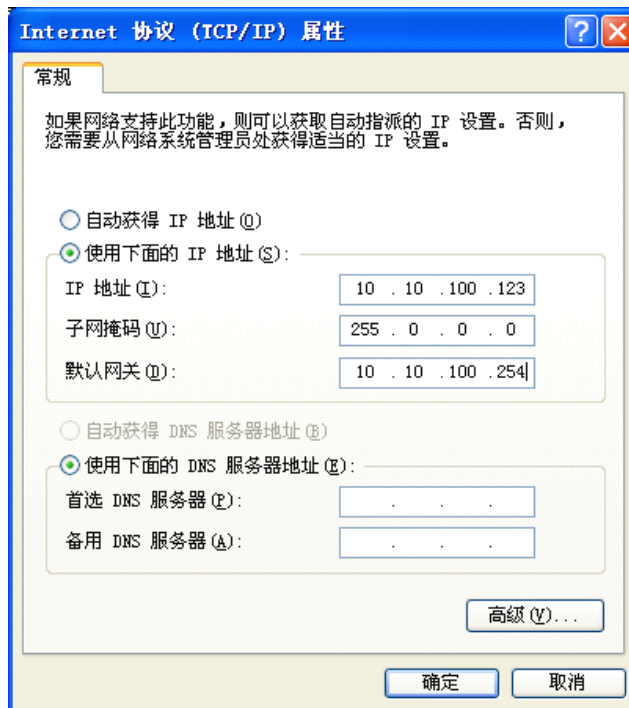 Internet 协议 (TCP/IP) 属性
常规
如果网络支持此功能，则可以获取自动指派的 IP 设置。否则，
您需要从网络系统管理员处获得适当的 IP 设置。
自动获得 IP 地址(O)
使用下面的 IP 地址(S):
IP 地址(I): 10 . 10 .100 .123
子网掩码(U): 255 . 0 . 0 . 0
默认网关(D): 10 . 10 .100 .254
自动获得 DNS 服务器地址(B)
使用下面的 DNS 服务器地址(E):
首选 DNS 服务器(P): . . .
备用 DNS 服务器(A): . . .
高级(V)...
确定 取消